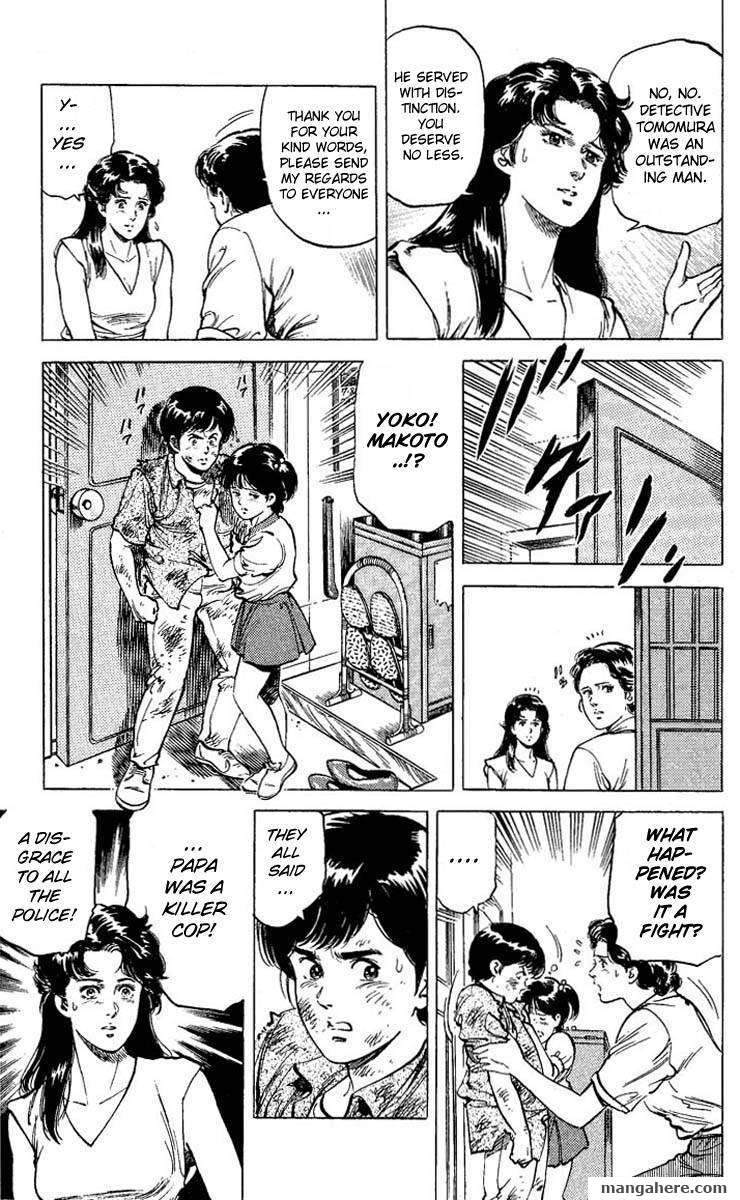 NO, NO.
DETECTIVE
TOMOMURA
WAS AN
OUTSTAND-
ING MAN.
HE SERVED
WITH DIS-
TINCTION.
YOU
DESERVE
NO LESS.
THANK YOU
FOR YOUR
KIND WORDS,
PLEASE SEND
MY REGARDS
TO EVERYONE
...
Y-
...
YES
...
YOKO!
MAKOTO
..!?
WHAT
HAP-
PENED?
WAS
IT A
FIGHT?
....
THEY
ALL
SAID
...
...
PAPA
WAS A
KILLER
COP!
A DIS-
GRACE
TO ALL
THE
POLICE!
mangahere.com